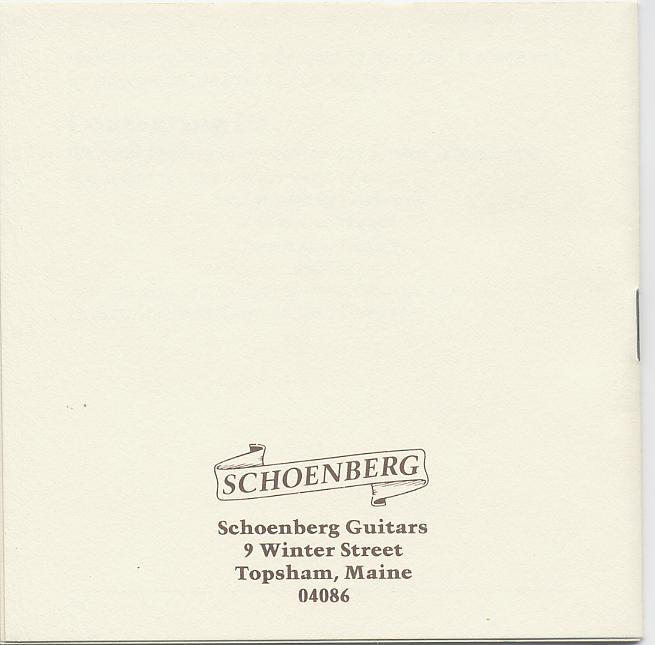 SCHOENBERG
Schoenberg Guitars
9 Winter Street
Topsham, Maine
04086